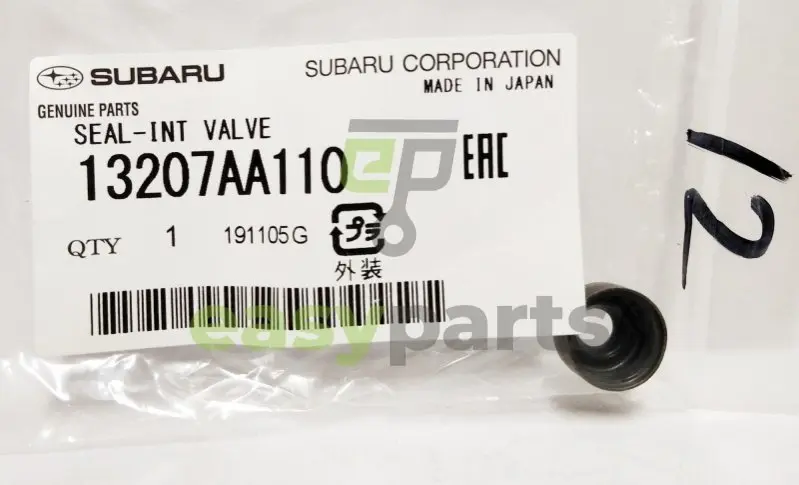 SUBARU
SUBARU CORPORATION
MADE IN JAPAN
GENUINE PARTS
SEAL-INT VALVE
13207AA110
EAC
QTY 1 191105G
プラ
外装
easyparts
12